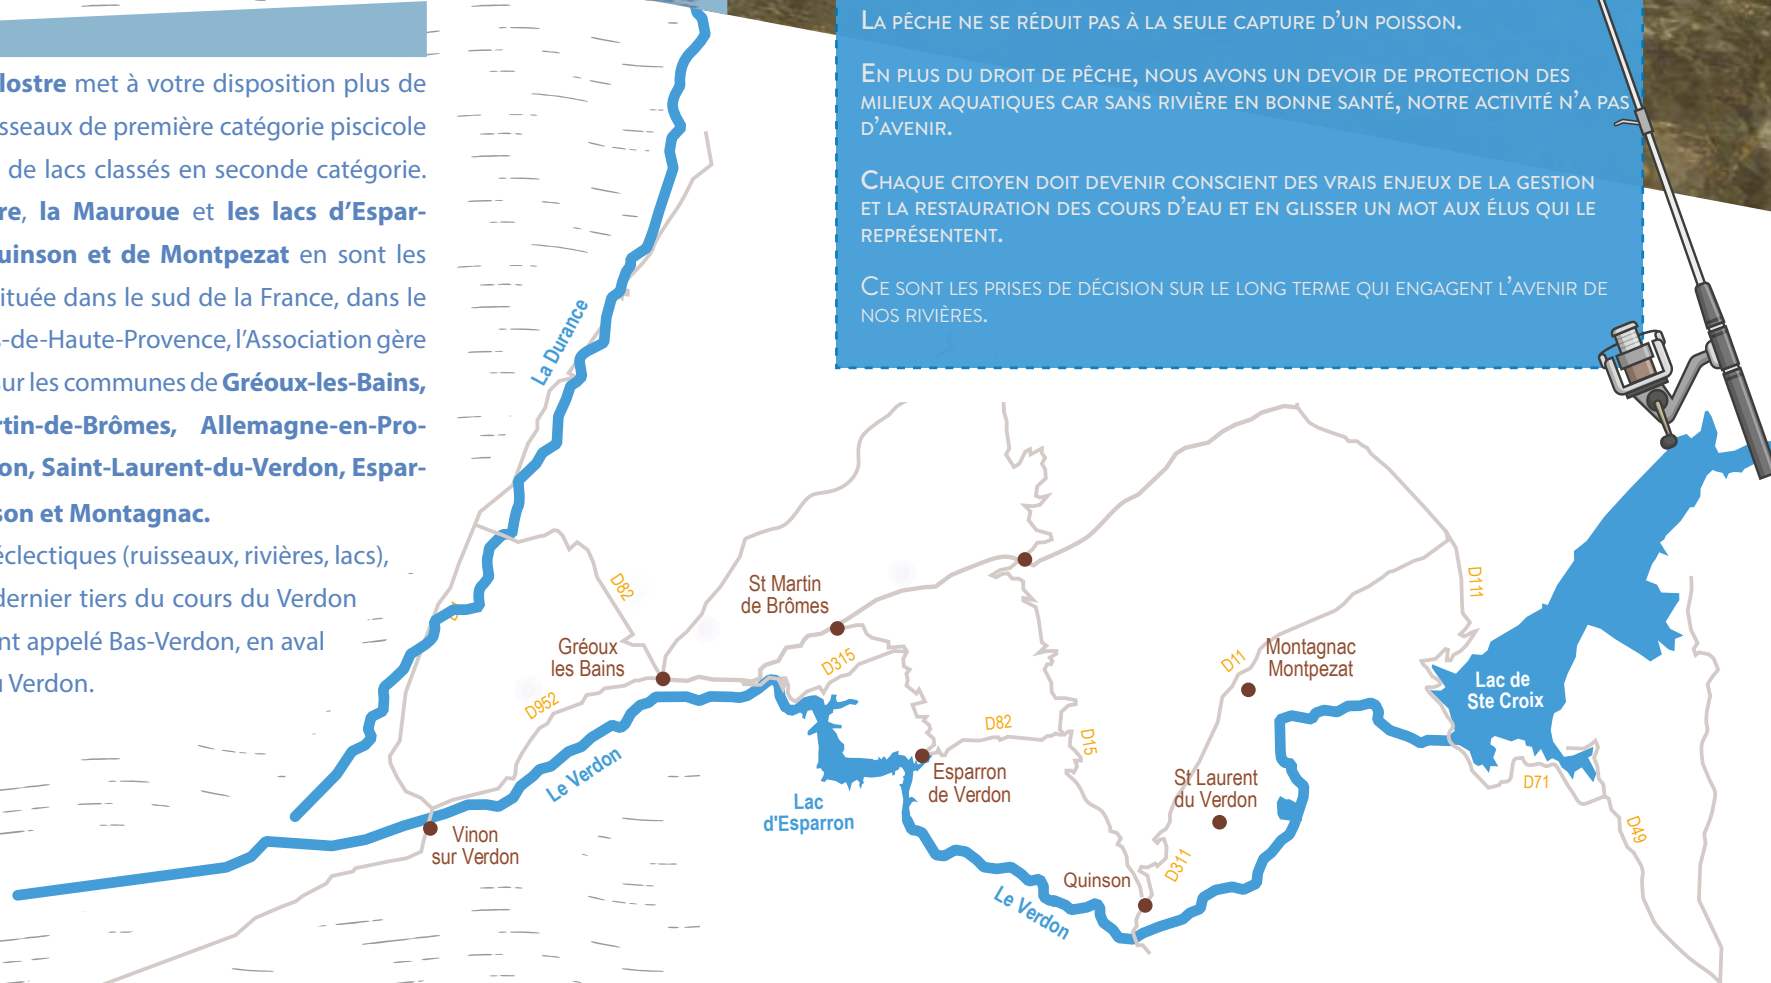 lostre met à votre disposition plus de
sseaux de première catégorie piscicole
de lacs classés en seconde catégorie.
re, la Mauroue et les lacs d'Espar-
uinson et de Montpezat en sont les
ituée dans le sud de la France, dans le
s-de-Haute-Provence, l'Association gère
sur les communes de Gréoux-les-Bains,
rtin-de-Brômes, Allemagne-en-Pro-
on, Saint-Laurent-du-Verdon, Espar-
son et Montagnac.
éclectiques (ruisseaux, rivières, lacs),
dernier tiers du cours du Verdon
nt appelé Bas-Verdon, en aval
u Verdon.
La pêche ne se réduit pas à la seule capture d'un poisson.
En plus du droit de pêche, nous avons un devoir de protection des
milieux aquatiques car sans rivière en bonne santé, notre activité n'a pas
d'avenir.
Chaque citoyen doit devenir conscient des vrais enjeux de la gestion
et la restauration des cours d'eau et en glisser un mot aux élus qui le
représentent.
Ce sont les prises de décision sur le long terme qui engagent l'avenir de
nos rivières.
La Durance
D82
St Martin
de Brômes
D111
Gréoux
les Bains
D315
D11
Montagnac
Montpezat
D952
Lac de
Ste Croix
D82
D15
Le Verdon
Esparron
de Verdon
St Laurent
du Verdon
D71
Lac
d'Esparron
D49
Vinon
sur Verdon
D311
Quinson
Le Verdon